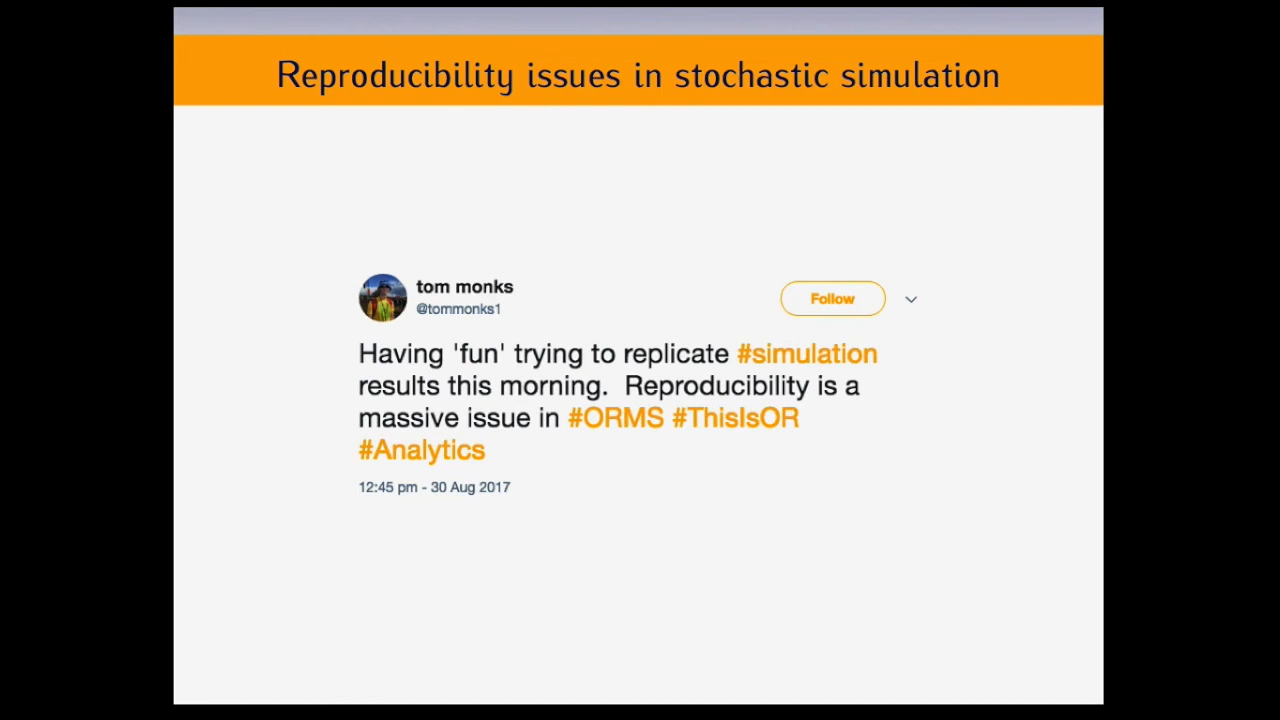 Reproducibility issues in stochastic simulation
tom monks
@tommonks1
Follow
Having 'fun' trying to replicate #simulation
results this morning.  Reproducibility is a
massive issue in #ORMS #ThisIsOR
#Analytics
12:45 pm - 30 Aug 2017